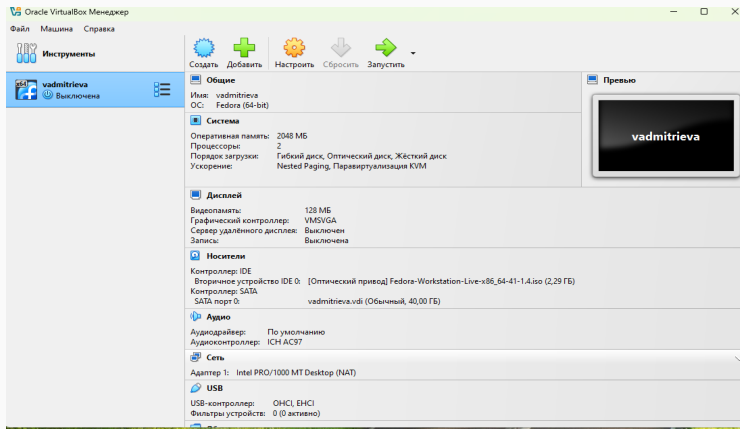 Oracle VirtualBox Менеджер
Файл Машина Справка
Инструменты
Создать Добавить Настроить Сбросить Запустить
x64
vadmitrieva
Выключена
Общие
Имя: vadmitrieva
ОС: Fedora (64-bit)
Превью
vadmitrieva
Система
Оперативная память: 2048 МБ
Процессоры: 2
Порядок загрузки: Гибкий диск, Оптический диск, Жёсткий диск
Ускорение: Nested Paging, Паравиртуализация KVM
Дисплей
Видеопамять: 128 МБ
Графический контроллер: VMSVGA
Сервер удалённого дисплея: Выключен
Запись: Выключена
Носители
Контроллер: IDE
Вторичное устройство IDE 0: [Оптический привод] Fedora-Workstation-Live-x86_64-41-1.4.iso (2,29 ГБ)
Контроллер: SATA
SATA порт 0: vadmitrieva.vdi (Обычный, 40,00 ГБ)
Аудио
Аудиодрайвер: По умолчанию
Аудиоконтроллер: ICH AC97
Сеть
Адаптер 1: Intel PRO/1000 MT Desktop (NAT)
USB
USB-контроллер: OHCI, EHCI
Фильтры устройств: 0 (0 активно)